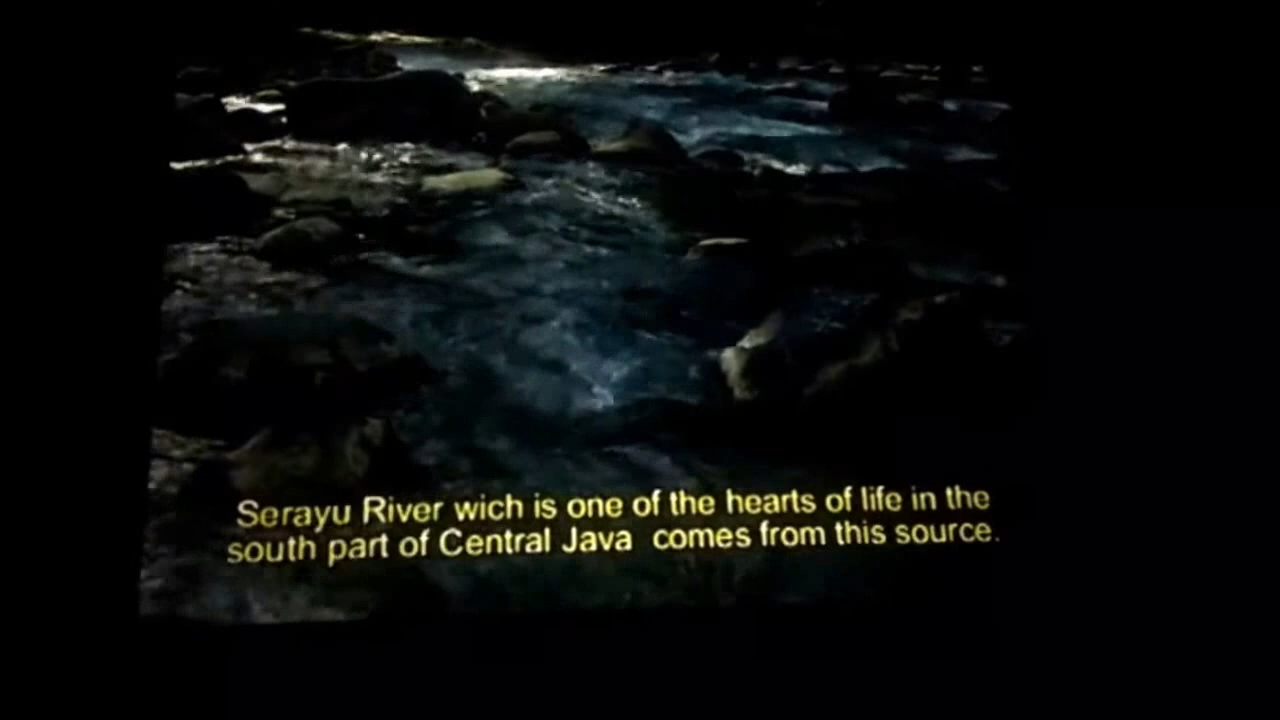 Serayu River wich is one of the hearts of life in the
south part of Central Java comes from this source.